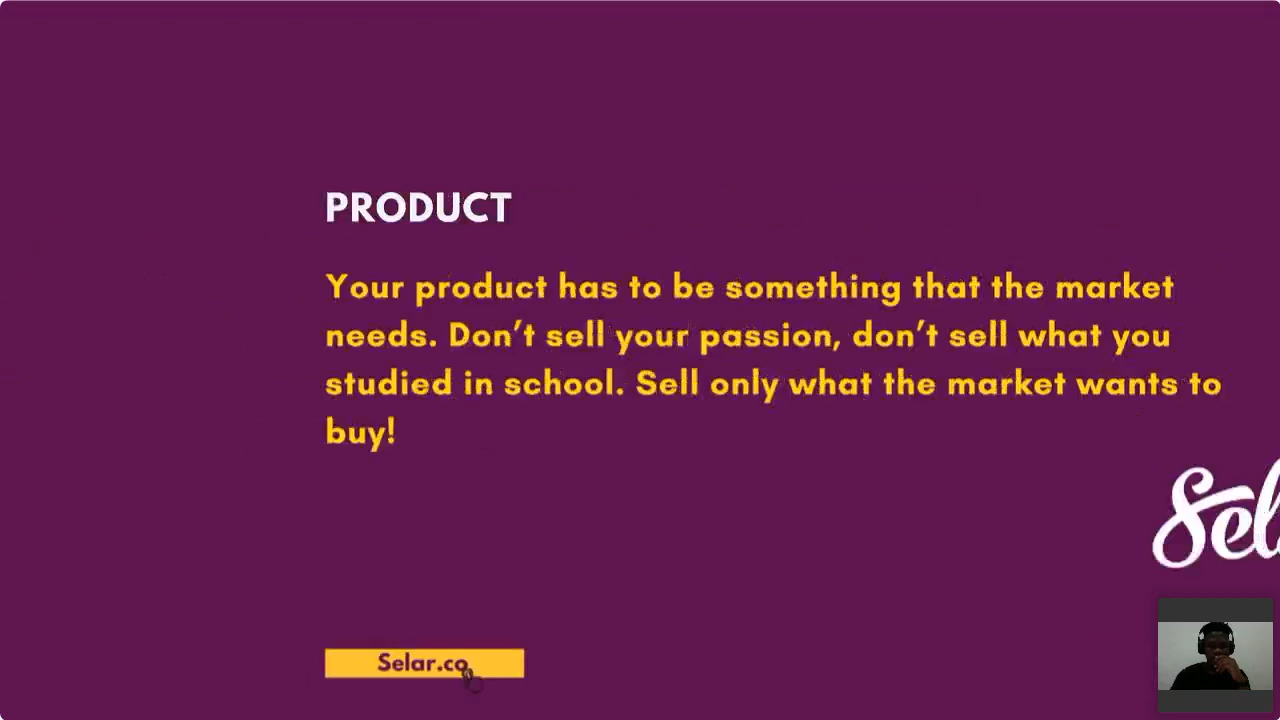 PRODUCT
Your product has to be something that the market
needs. Don't sell your passion, don't sell what you
studied in school. Sell only what the market wants to
buy!
Sel
Selar.co